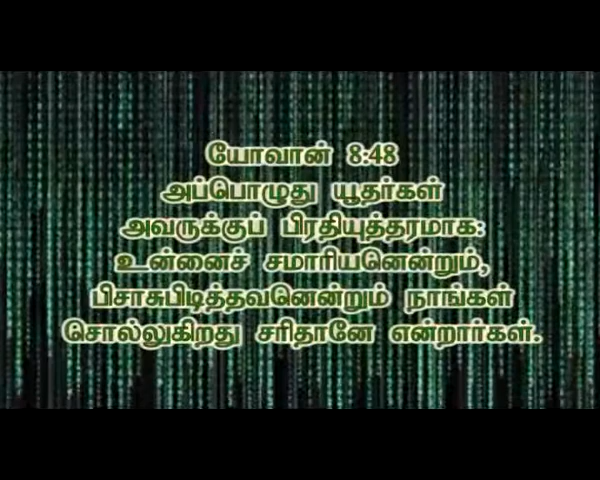 யோவான் 8:48
அப்பொழுது யூதர்கள்
அவருக்குப் பிரதியுத்தரமாக:
உன்னைச் சமாரியனென்றும்,
பிசாசுபிடித்தவனென்றும் நாங்கள்
சொல்லுகிறது சரிதானே என்றார்கள்.